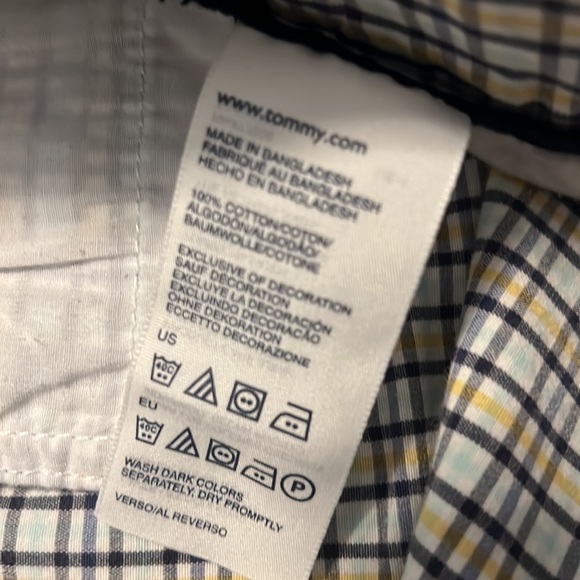 www.tommy.com
MADE IN BANGLADESH
FABRIQUÉ AU BANGLADESH
HECHO EN BANGLADESH
100% COTTON/COTON/
ALGODÓN/ALGODÃO/
BAUMWOLLE/COTONE
EXCLUSIVE OF DECORATION
SAUF DÉCORATION
EXCLUYE LA DECORACIÓN
EXCLUINDO DECORAÇÃO
OHNE DEKORATION
ECCETTO DECORAZIONE
US
40C
EU
40C
P
WASH DARK COLORS
SEPARATELY. DRY PROMPTLY
VERSO/AL REVERSO